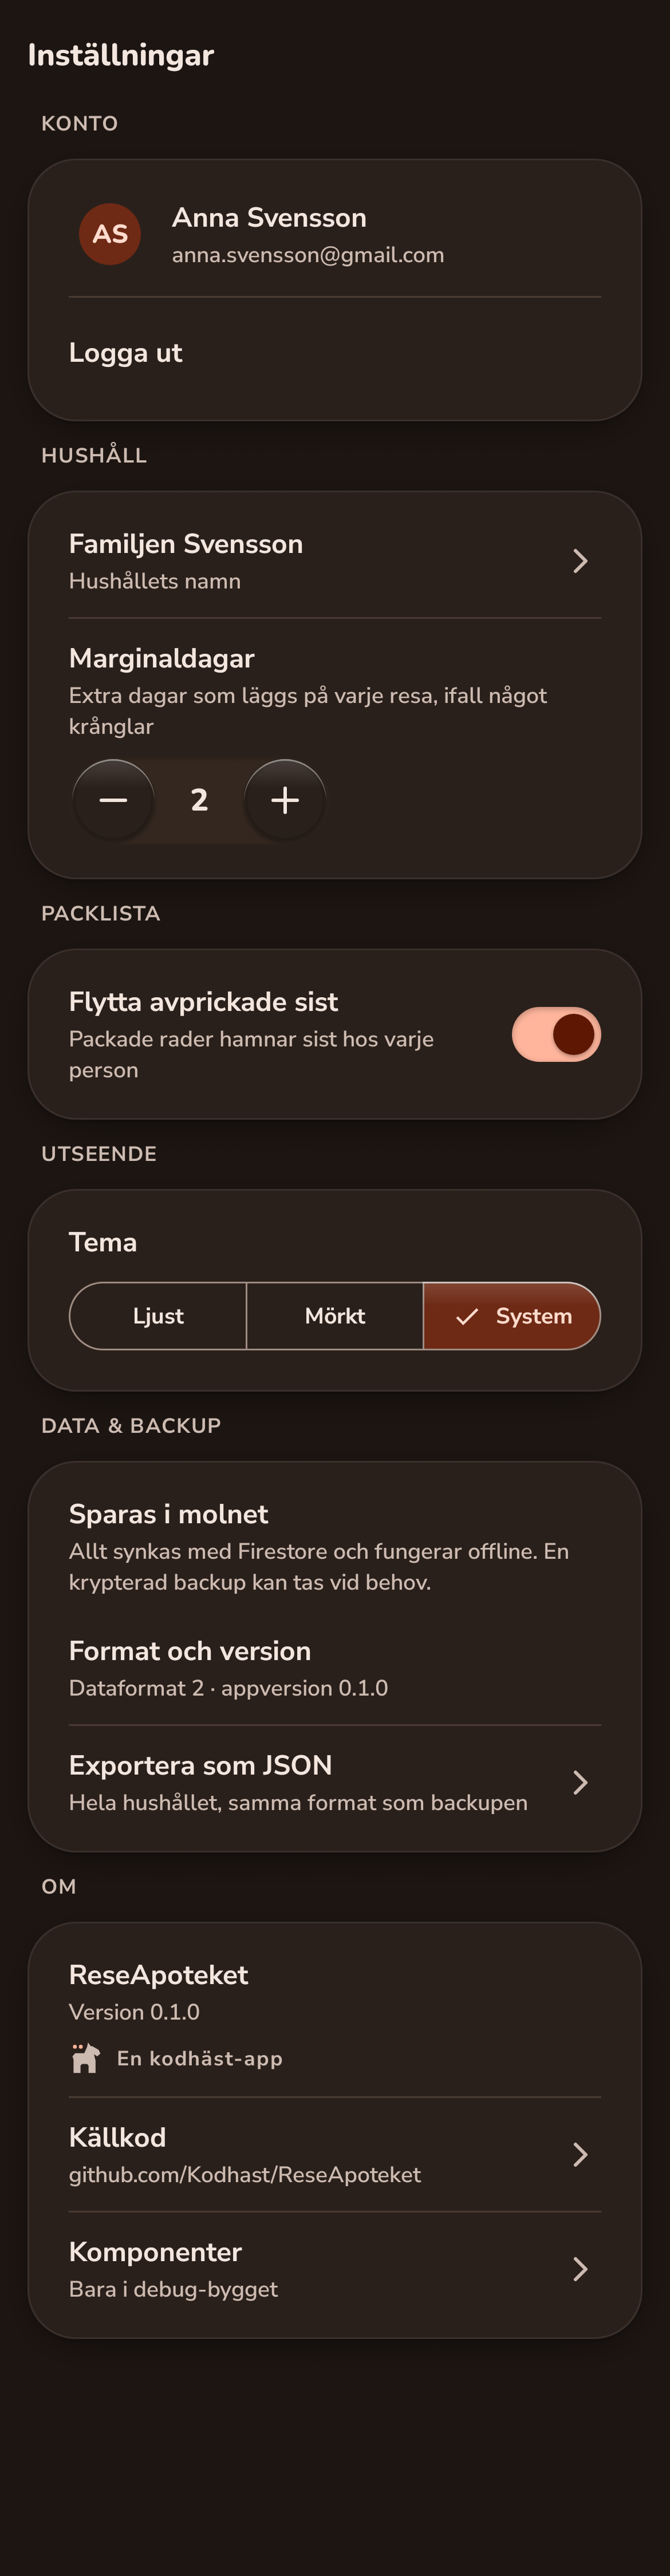 Inställningar
KONTO
AS
Anna Svensson
anna.svensson@gmail.com
Logga ut
HUSHÅLL
Familjen Svensson
Hushållets namn
Marginaldagar
Extra dagar som läggs på varje resa, ifall något
krånglar
2
PACKLISTA
Flytta avprickade sist
Packade rader hamnar sist hos varje
person
UTSEENDE
Tema
Ljust
Mörkt
System
DATA & BACKUP
Sparas i molnet
Allt synkas med Firestore och fungerar offline. En
krypterad backup kan tas vid behov.
Format och version
Dataformat 2 · appversion 0.1.0
Exportera som JSON
Hela hushållet, samma format som backupen
OM
ReseApoteket
Version 0.1.0
En kodhäst-app
Källkod
github.com/Kodhast/ReseApoteket
Komponenter
Bara i debug-bygget